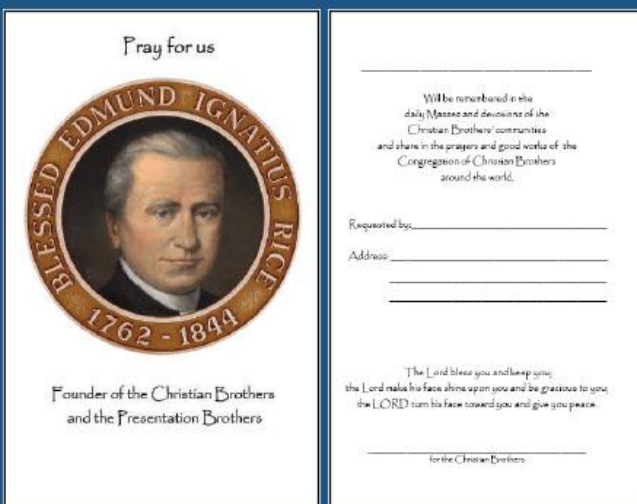 Pray for us
BLESSED EDMUND IGNATIUS RICE
1762 - 1844
Founder of the Christian Brothers
and the Presentation Brothers
Will be remembered in the
daily Masses and devotions of the
Christian Brothers' communities
and share in the prayers and good works of the
Congregation of Christian Brothers
around the world.
Requested by:
Address:
The Lord bless you and keep you;
the Lord make his face shine upon you and be gracious to you;
the LORD turn his face toward you and give you peace.
for the Christian Brothers